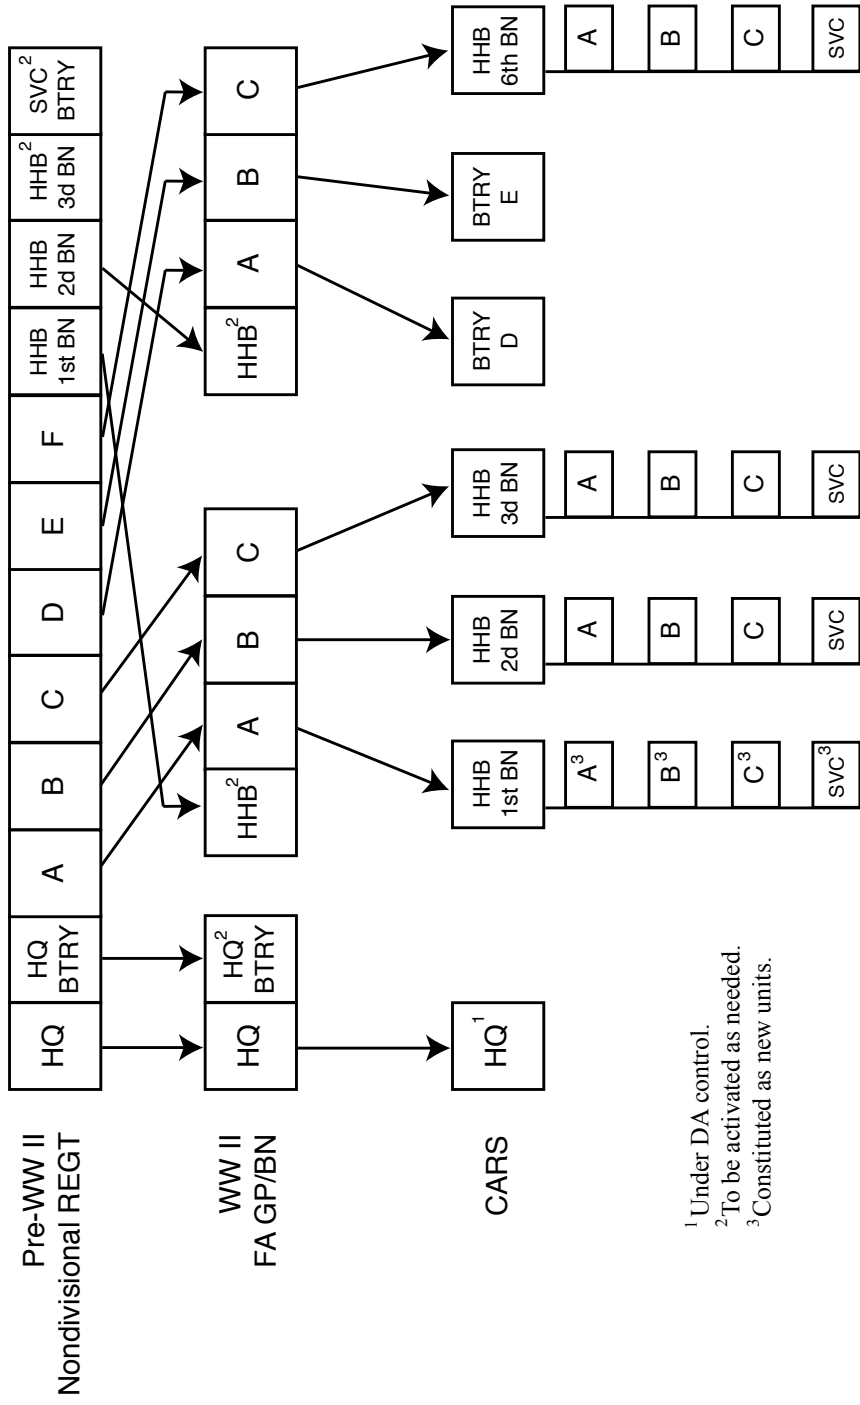 Pre-WW II
Nondivisional REGT
HQ
HQ
BTRY
A
B
C
D
E
F
HHB
1st BN
HHB
2d BN
HHB²
3d BN
SVC²
BTRY
WW II
FA GP/BN
HQ
HQ²
BTRY
HHB²
A
B
C
HHB²
A
B
C
CARS
HQ¹
HHB
1st BN
HHB
2d BN
HHB
3d BN
BTRY
D
BTRY
E
HHB
6th BN
A³
A
A
A
B³
B
B
B
C³
C
C
C
SVC³
SVC
SVC
SVC
¹Under DA control.
²To be activated as needed.
³Constituted as new units.